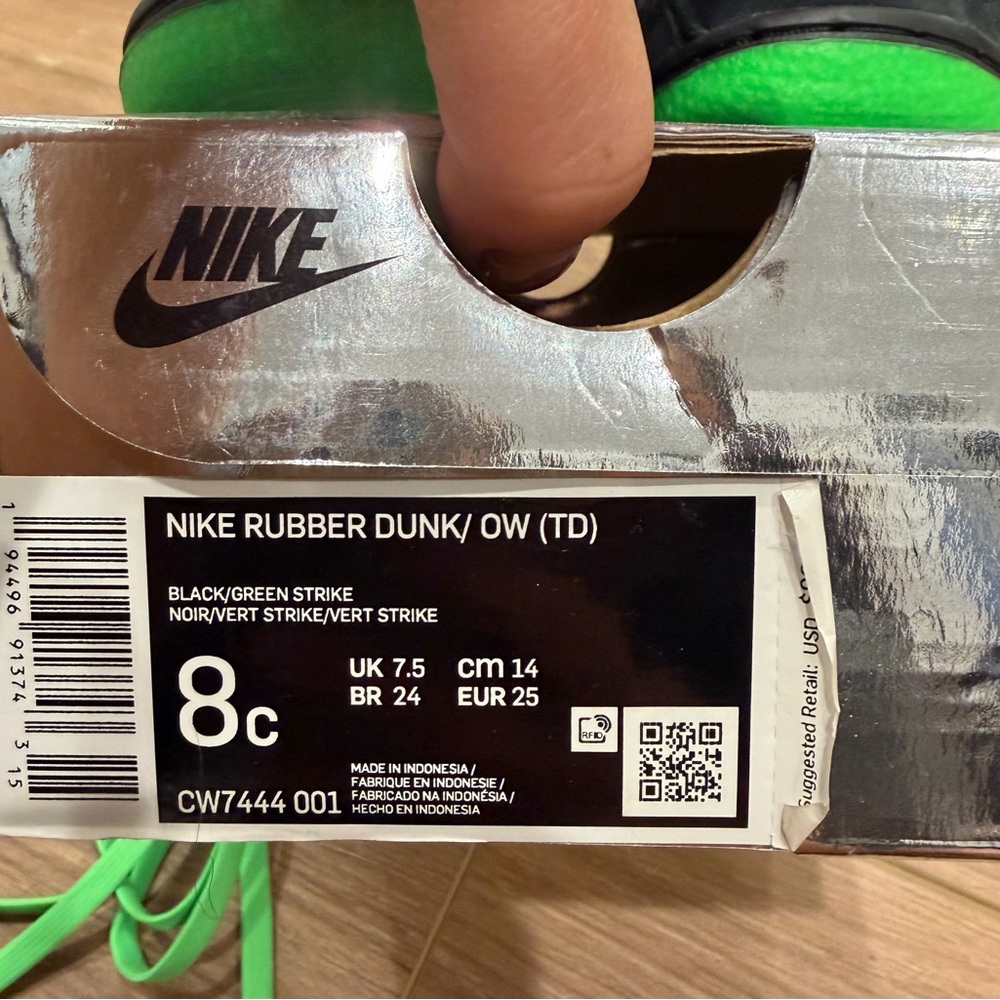 NIKE
NIKE RUBBER DUNK/ OW (TD)
BLACK/GREEN STRIKE
NOIR/VERT STRIKE/VERT STRIKE
8c
UK 7.5 cm 14
BR 24 EUR 25
RFID
MADE IN INDONESIA /
FABRIQUE EN INDONESIE /
FABRICADO NA INDONÉSIA /
HECHO EN INDONESIA
CW7444 001
1 94496 91374 3 15
Suggested Retail: USD